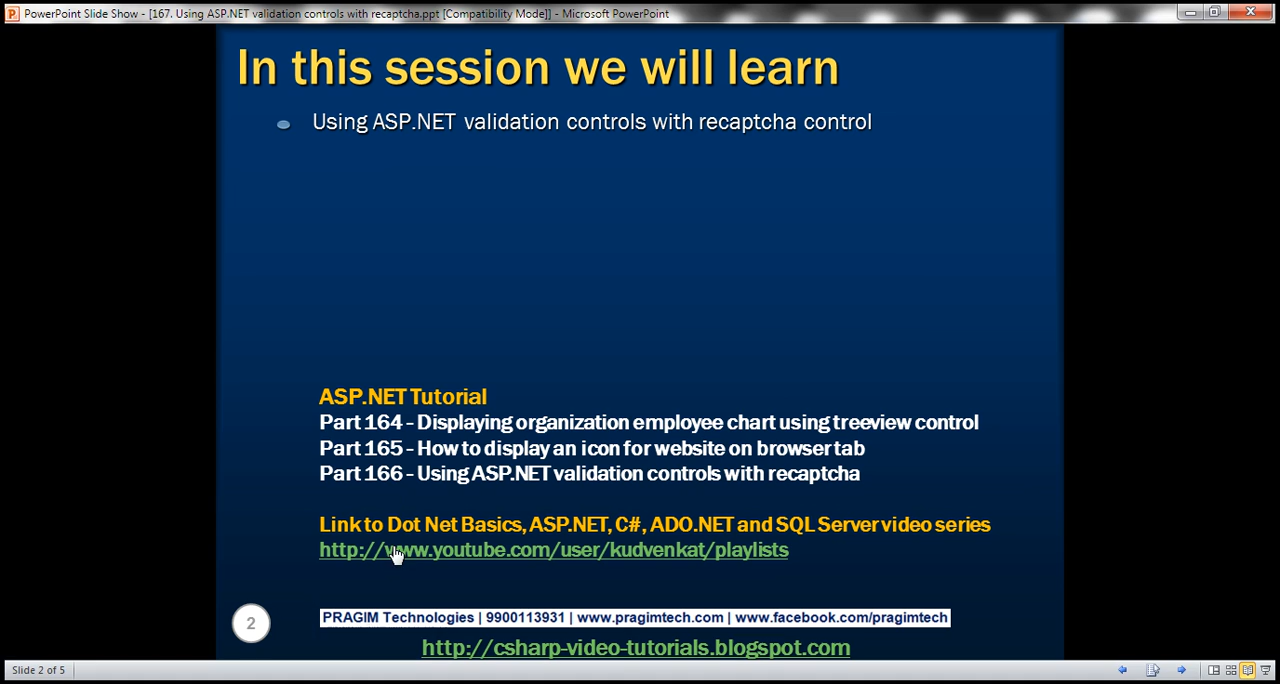 PowerPoint Slide Show - [167. Using ASP.NET validation controls with recaptcha.ppt [Compatibility Mode]] - Microsoft PowerPoint
In this session we will learn
Using ASP.NET validation controls with recaptcha control
ASP.NET Tutorial
Part 164 - Displaying organization employee chart using treeview control
Part 165 - How to display an icon for website on browser tab
Part 166 - Using ASP.NET validation controls with recaptcha
Link to Dot Net Basics, ASP.NET, C#, ADO.NET and SQL Server video series
http://www.youtube.com/user/kudvenkat/playlists
2
PRAGIM Technologies | 9900113931 | www.pragimtech.com | www.facebook.com/pragimtech
http://csharp-video-tutorials.blogspot.com
Slide 2 of 5